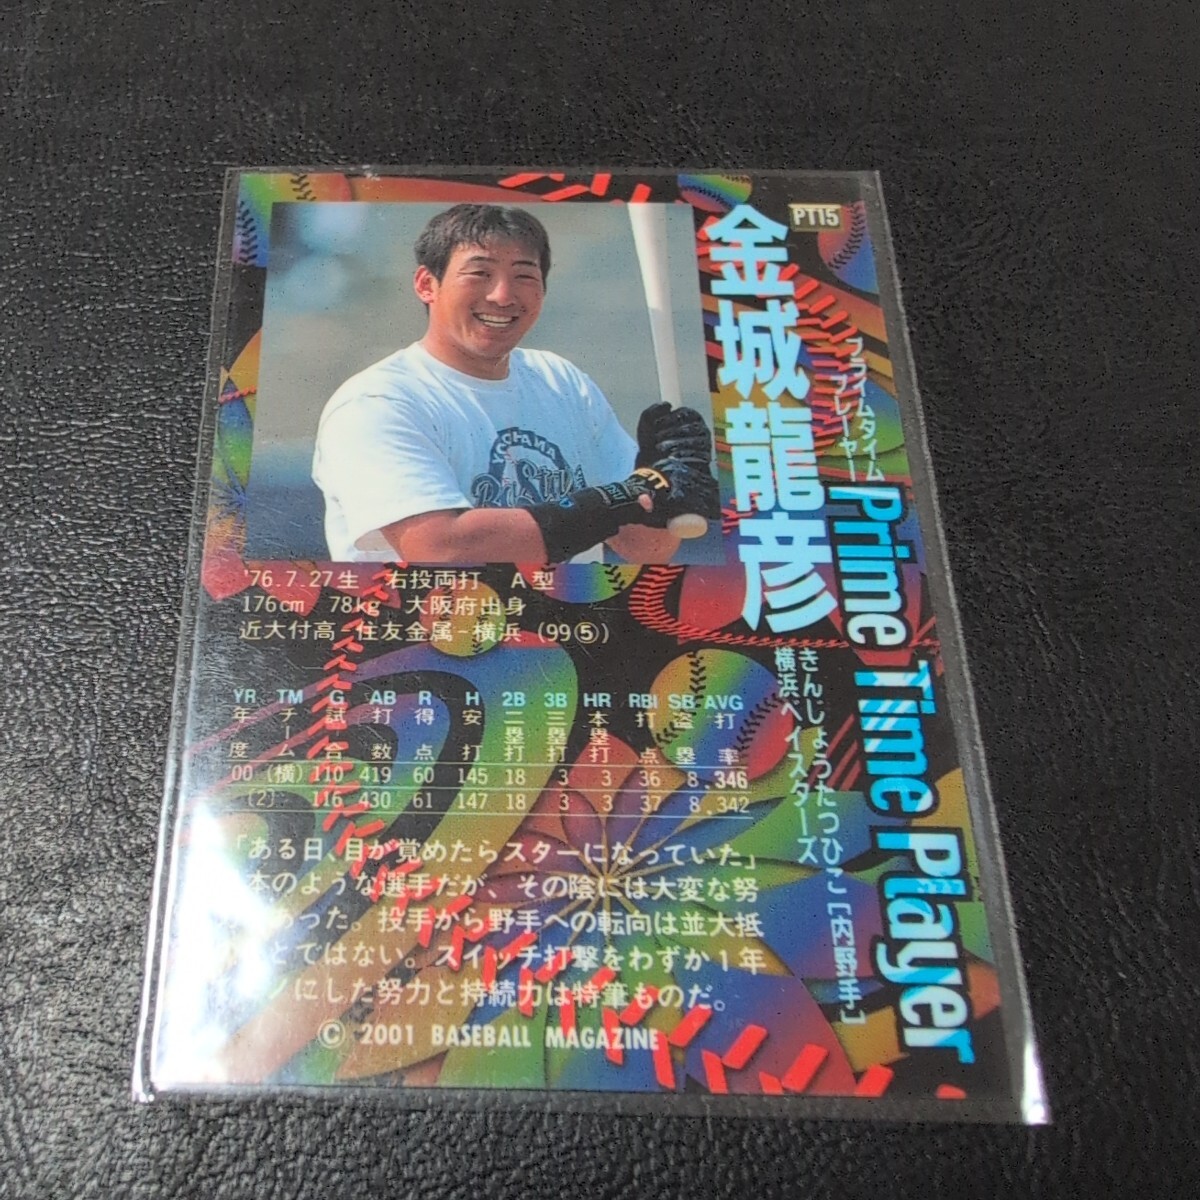 PT15
金城龍彦
プライムタイム
プレーヤー
Prime Time Player
きんじょうたつひこ[内野手]
横浜ベイスターズ
YOKOHAMA
'76.7.27生 右投両打 A型
176cm 78kg 大阪府出身
近大付高-住友金属-横浜 (99⑤)
YR TM G AB R H 2B 3B HR RBI SB AVG
年度 チーム 試合 打数 得点 安打 二塁打 三塁打 本塁打 打点 盗塁 打率
00 (横) 110 419 60 145 18 3 3 36 8 .346
(2) 116 430 61 147 18 3 3 37 8 .342
「ある日、目が覚めたらスターになっていた」
本のような選手だが、その陰には大変な努
あった。投手から野手への転向は並大抵
とではない。スイッチ打撃をわずか1年
ノにした努力と持続力は特筆ものだ。
© 2001 BASEBALL MAGAZINE